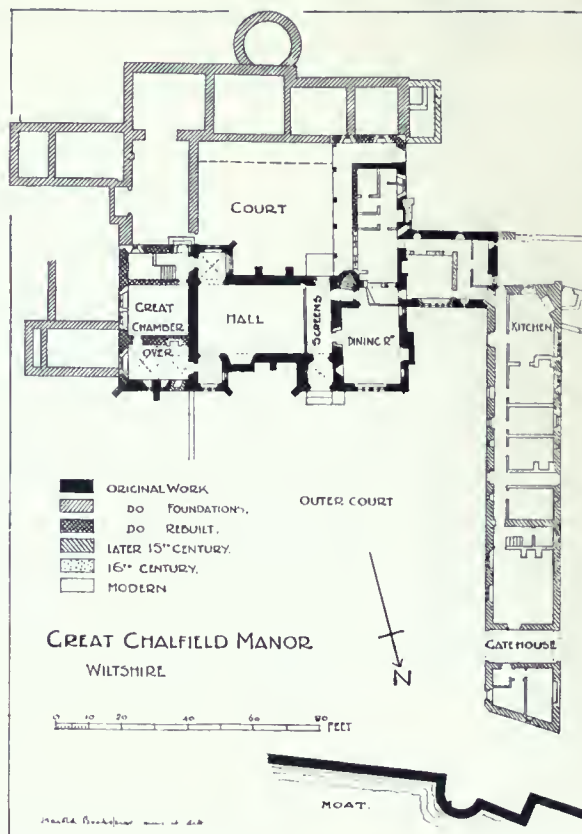 COURT
GREAT
CHAMBER
OVER
HALL
SCREENS
DINING Rᴹ
KITCHEN
ORIGINAL WORK
DO FOUNDATIONS.
DO REBUILT.
LATER 15TH CENTURY.
16TH CENTURY.
MODERN
OUTER COURT
GREAT CHALFIELD MANOR
WILTSHIRE
N
GATEHOUSE
0 10 20 40 60 80 FEET
MOAT.